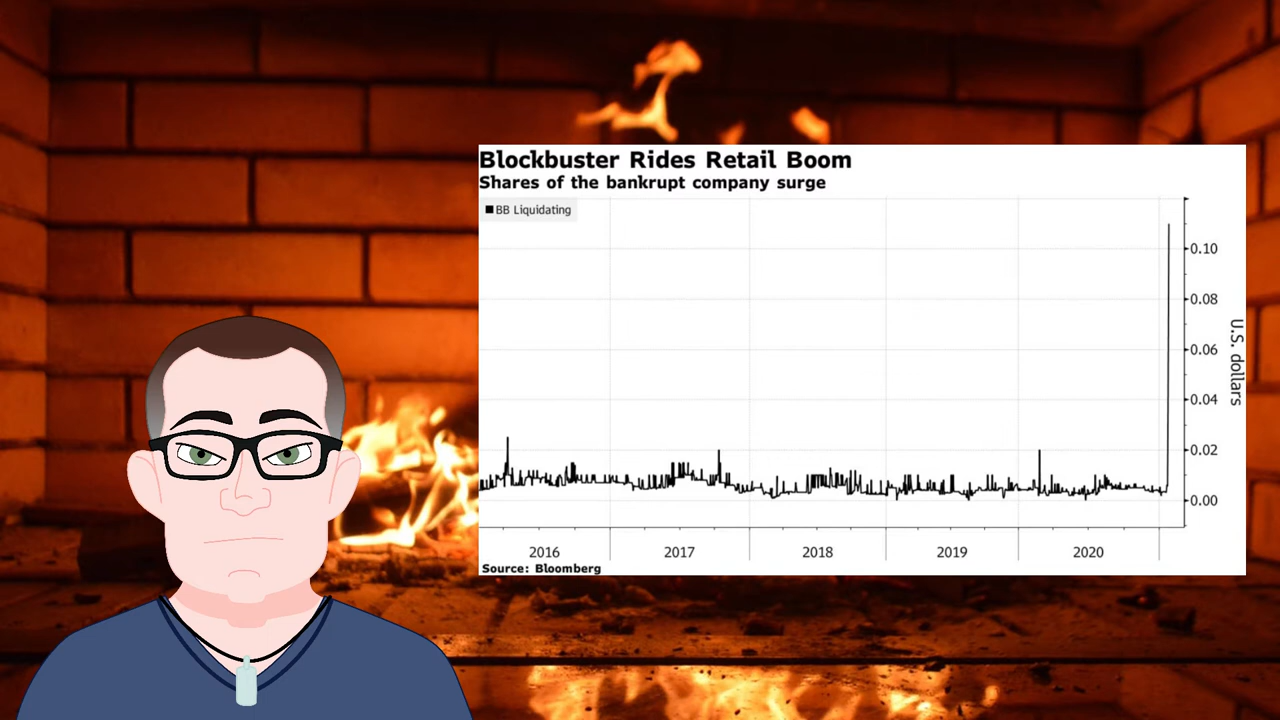 Blockbuster Rides Retail Boom
Shares of the bankrupt company surge
BB Liquidating
0.10
0.08
0.06
0.04
0.02
0.00
U.S. dollars
2016 2017 2018 2019 2020
Source: Bloomberg